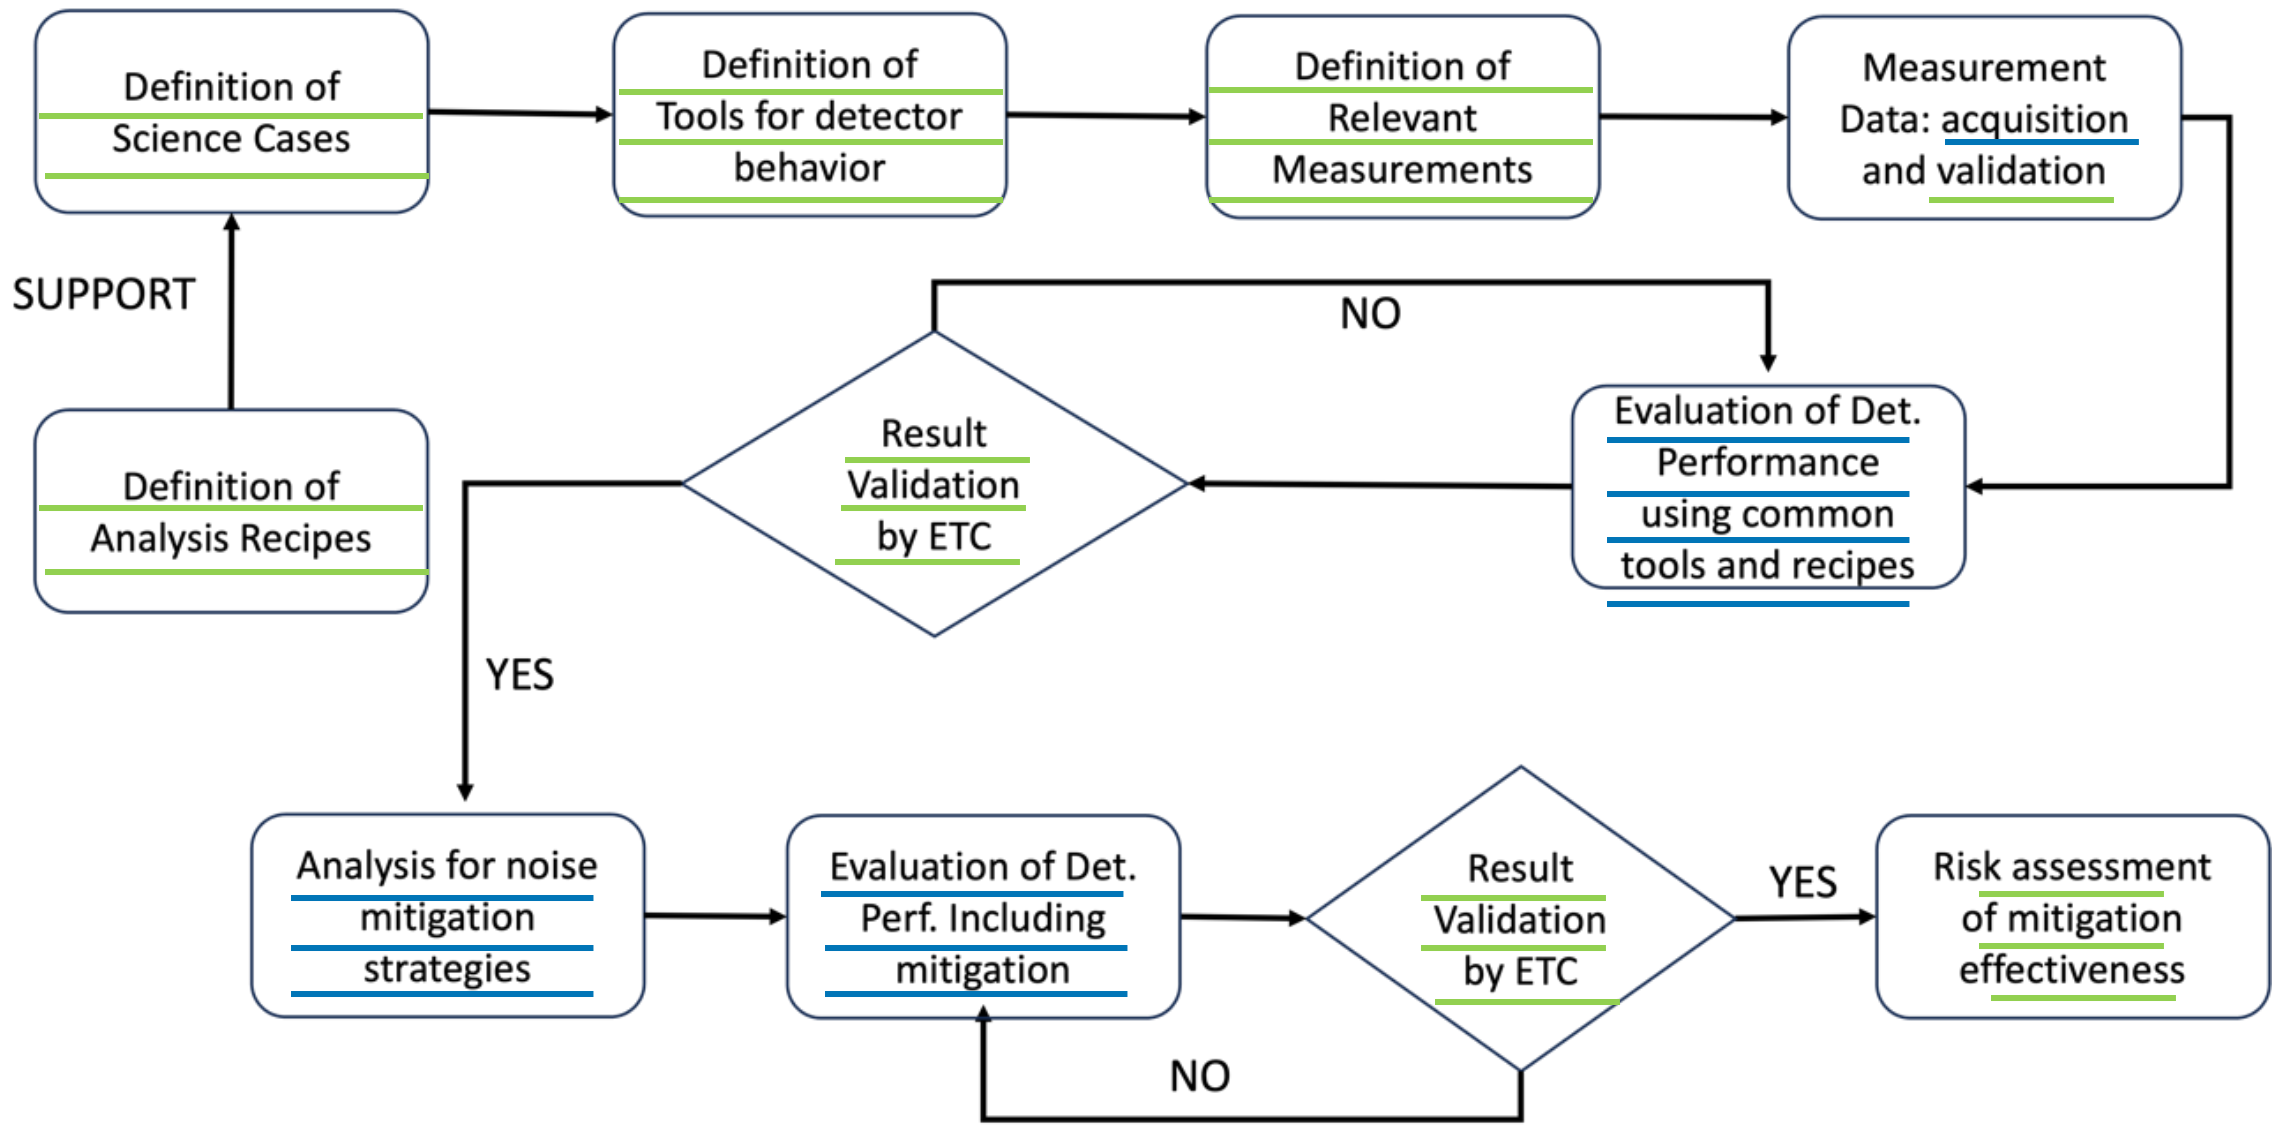 Definition of
Science Cases
Definition of
Tools for detector
behavior
Definition of
Relevant
Measurements
Measurement
Data: acquisition
and validation
SUPPORT
NO
Definition of
Analysis Recipes
Result
Validation
by ETC
Evaluation of Det.
Performance
using common
tools and recipes
YES
Analysis for noise
mitigation
strategies
Evaluation of Det.
Perf. Including
mitigation
Result
Validation
by ETC
YES
Risk assessment
of mitigation
effectiveness
NO